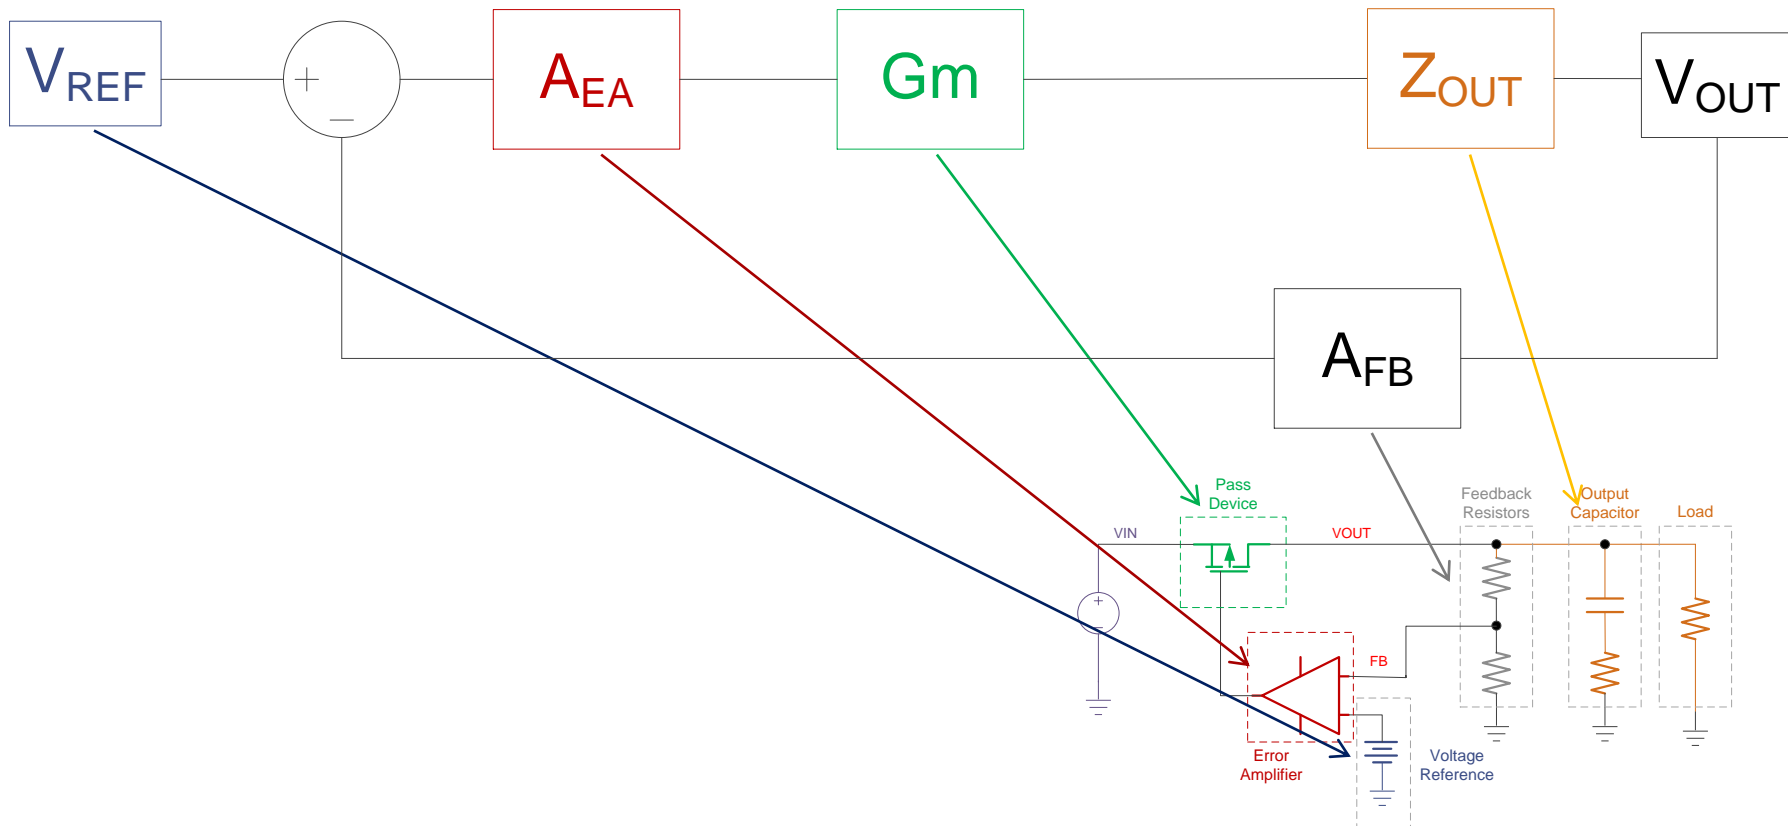 VREF
+
−
AEA
Gm
ZOUT
VOUT
AFB
Pass
Device
Feedback
Resistors
Output
Capacitor
Load
VIN
VOUT
+
−
FB
Error
Amplifier
Voltage
Reference